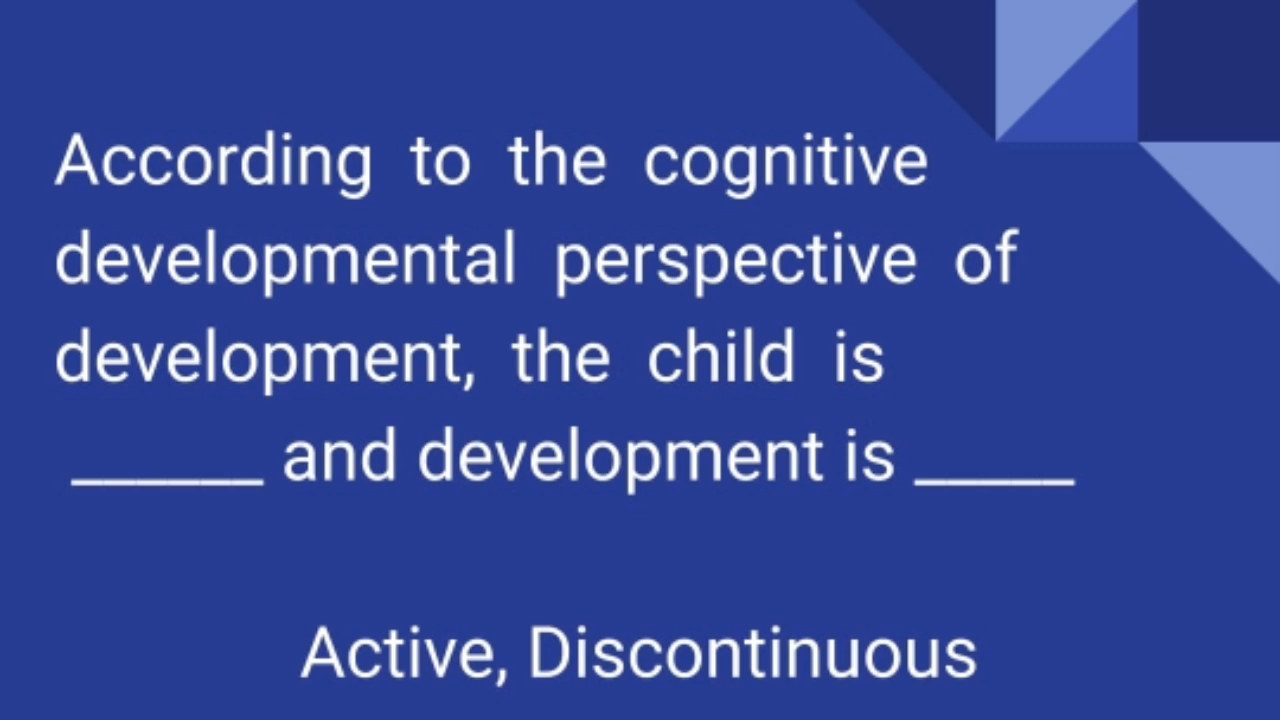 According to the cognitive
developmental perspective of
development, the child is
______ and development is _____
Active, Discontinuous